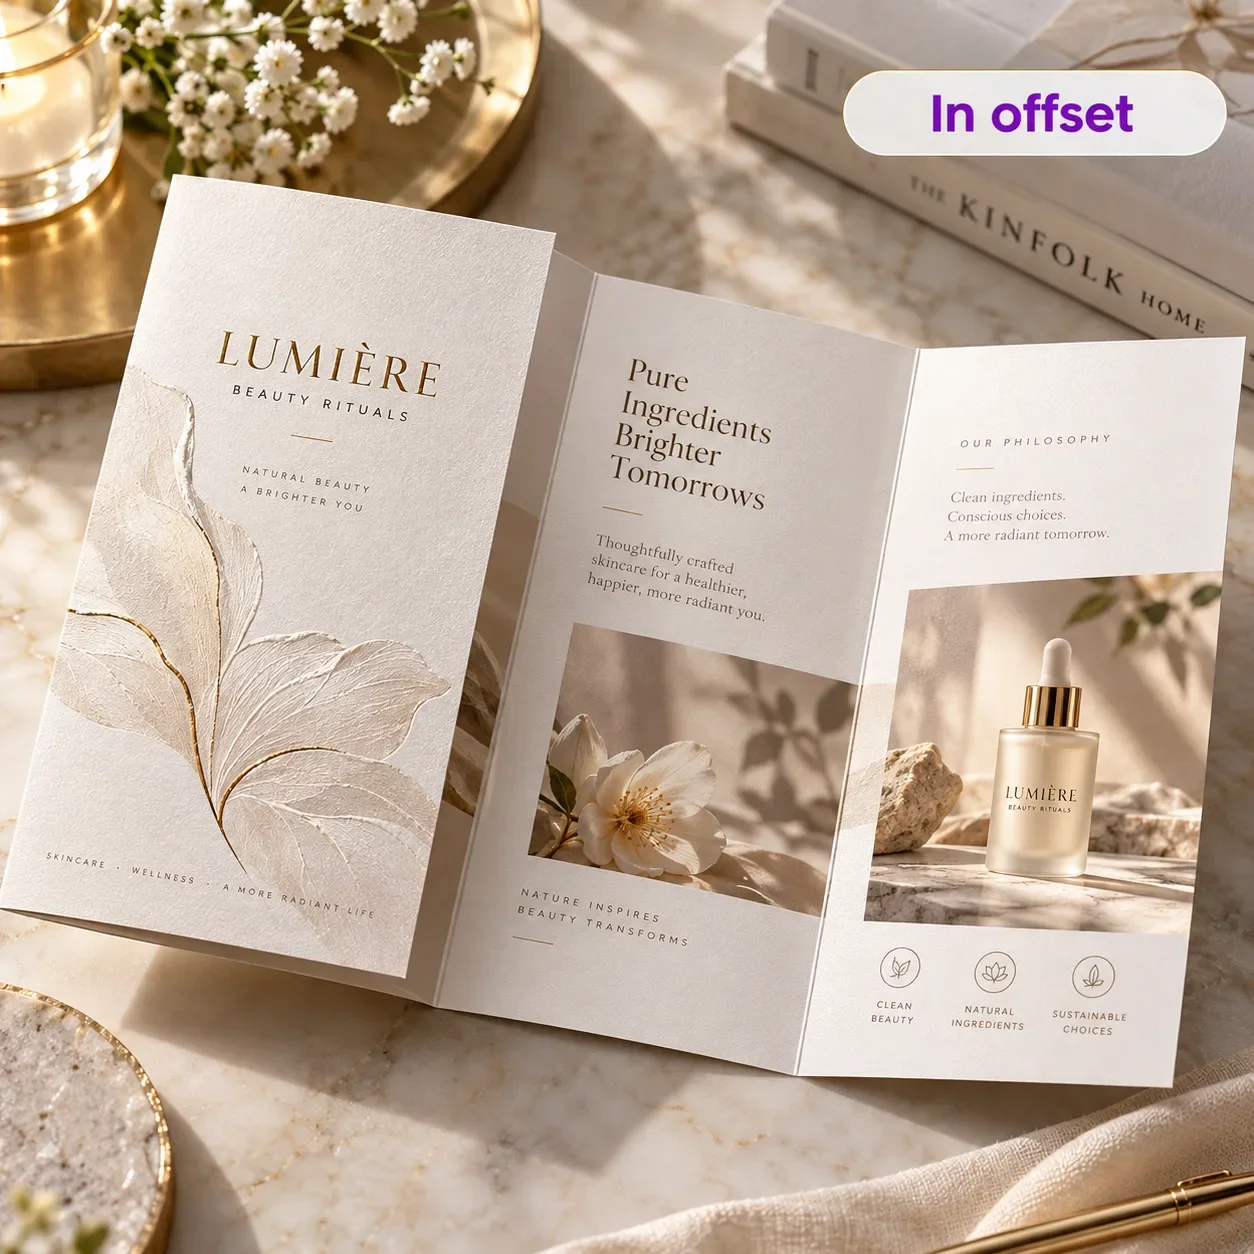 In offset
THE KINFOLK HOME
LUMIÈRE
BEAUTY RITUALS
NATURAL BEAUTY
A BRIGHTER YOU
SKINCARE · WELLNESS · A MORE RADIANT LIFE
Pure
Ingredients
Brighter
Tomorrows
Thoughtfully crafted
skincare for a healthier,
happier, more radiant you.
NATURE INSPIRES
BEAUTY TRANSFORMS
OUR PHILOSOPHY
Clean ingredients.
Conscious choices.
A more radiant tomorrow.
LUMIÈRE
BEAUTY RITUALS
CLEAN
BEAUTY
NATURAL
INGREDIENTS
SUSTAINABLE
CHOICES